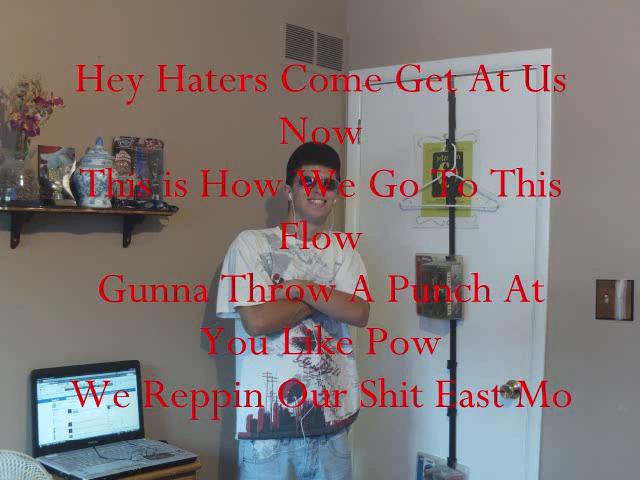 Hey Haters Come Get At Us
Now
This is How We Go To This
Flow
Gunna Throw A Punch At
You Like Pow
We Reppin Our Shit East Mo